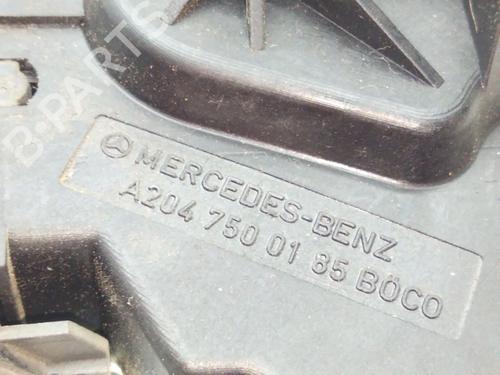 B-PARTS
MERCEDES-BENZ
A204 750 01 85 BÖCO